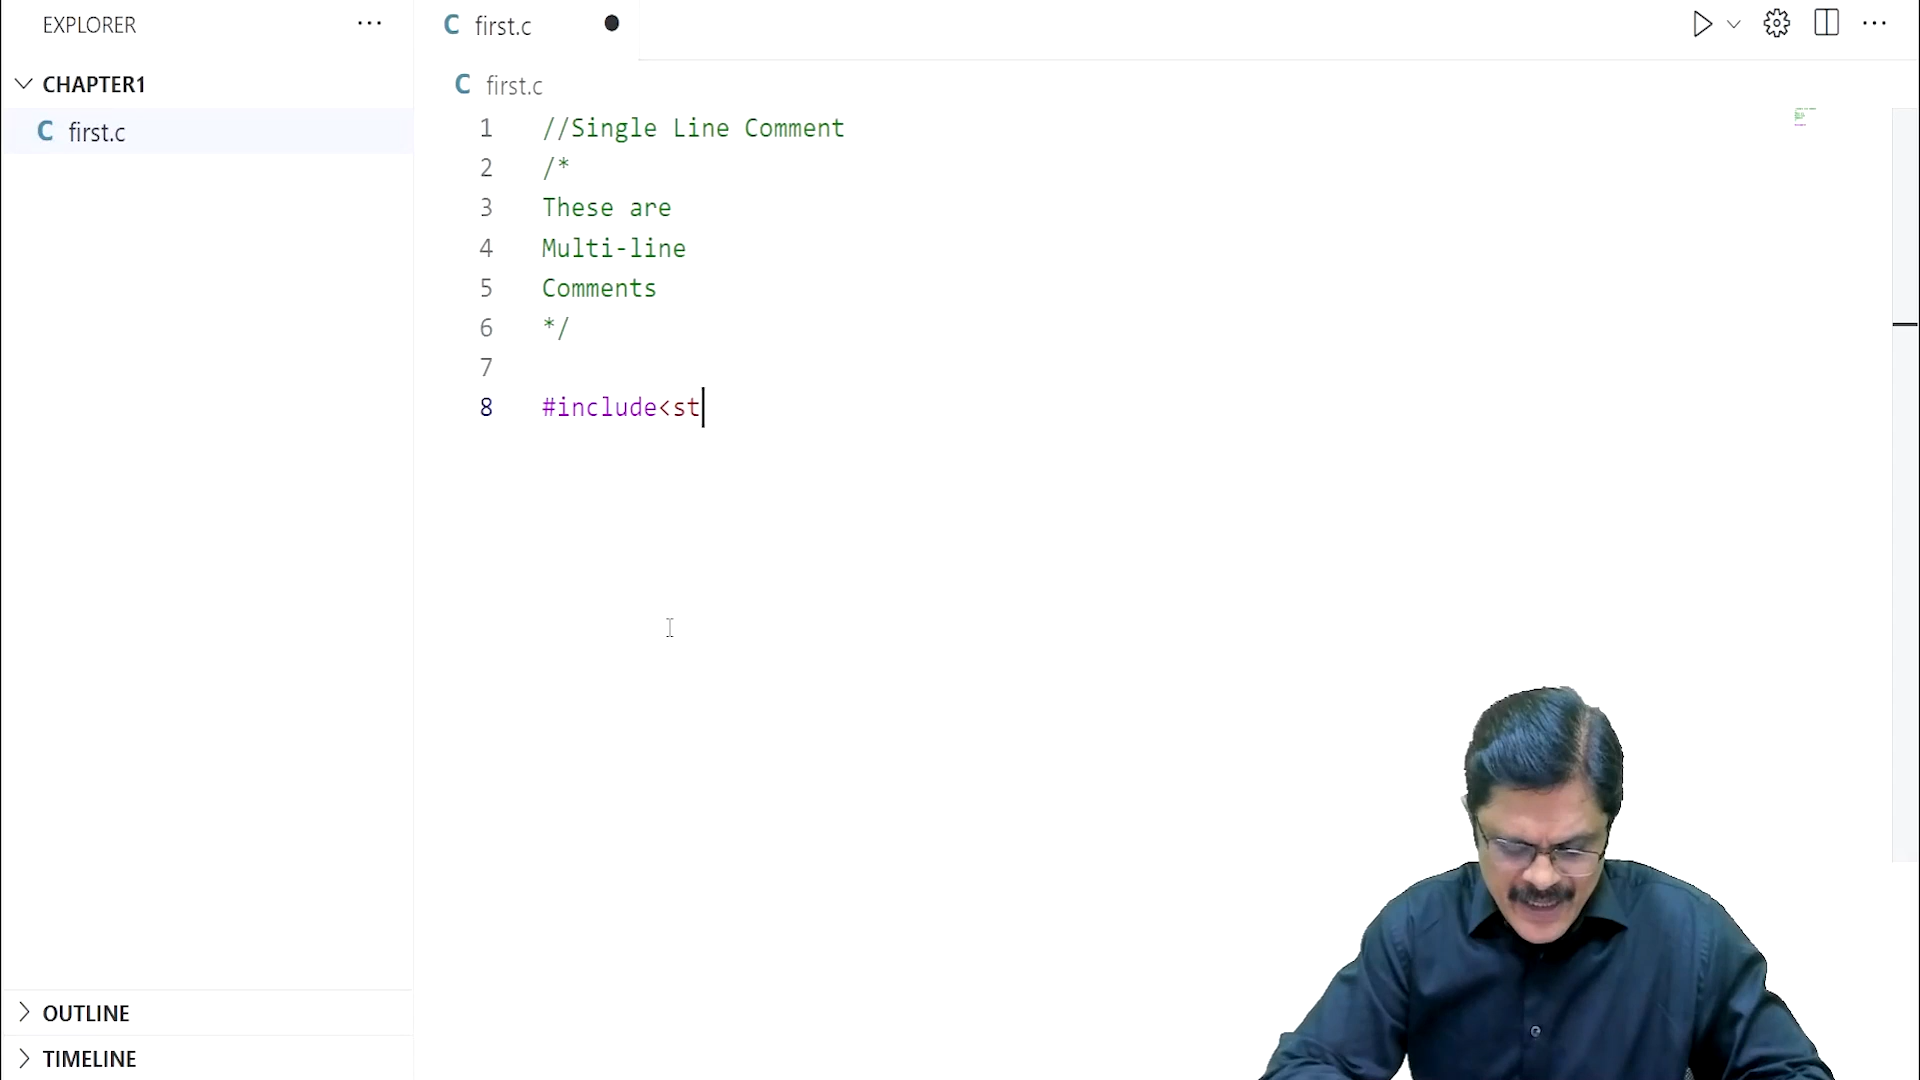 EXPLORER
CHAPTER1
C first.c
OUTLINE
TIMELINE
C first.c
C first.c
1 //Single Line Comment
2 /*
3 These are
4 Multi-line
5 Comments
6 */
7
8 #include<st